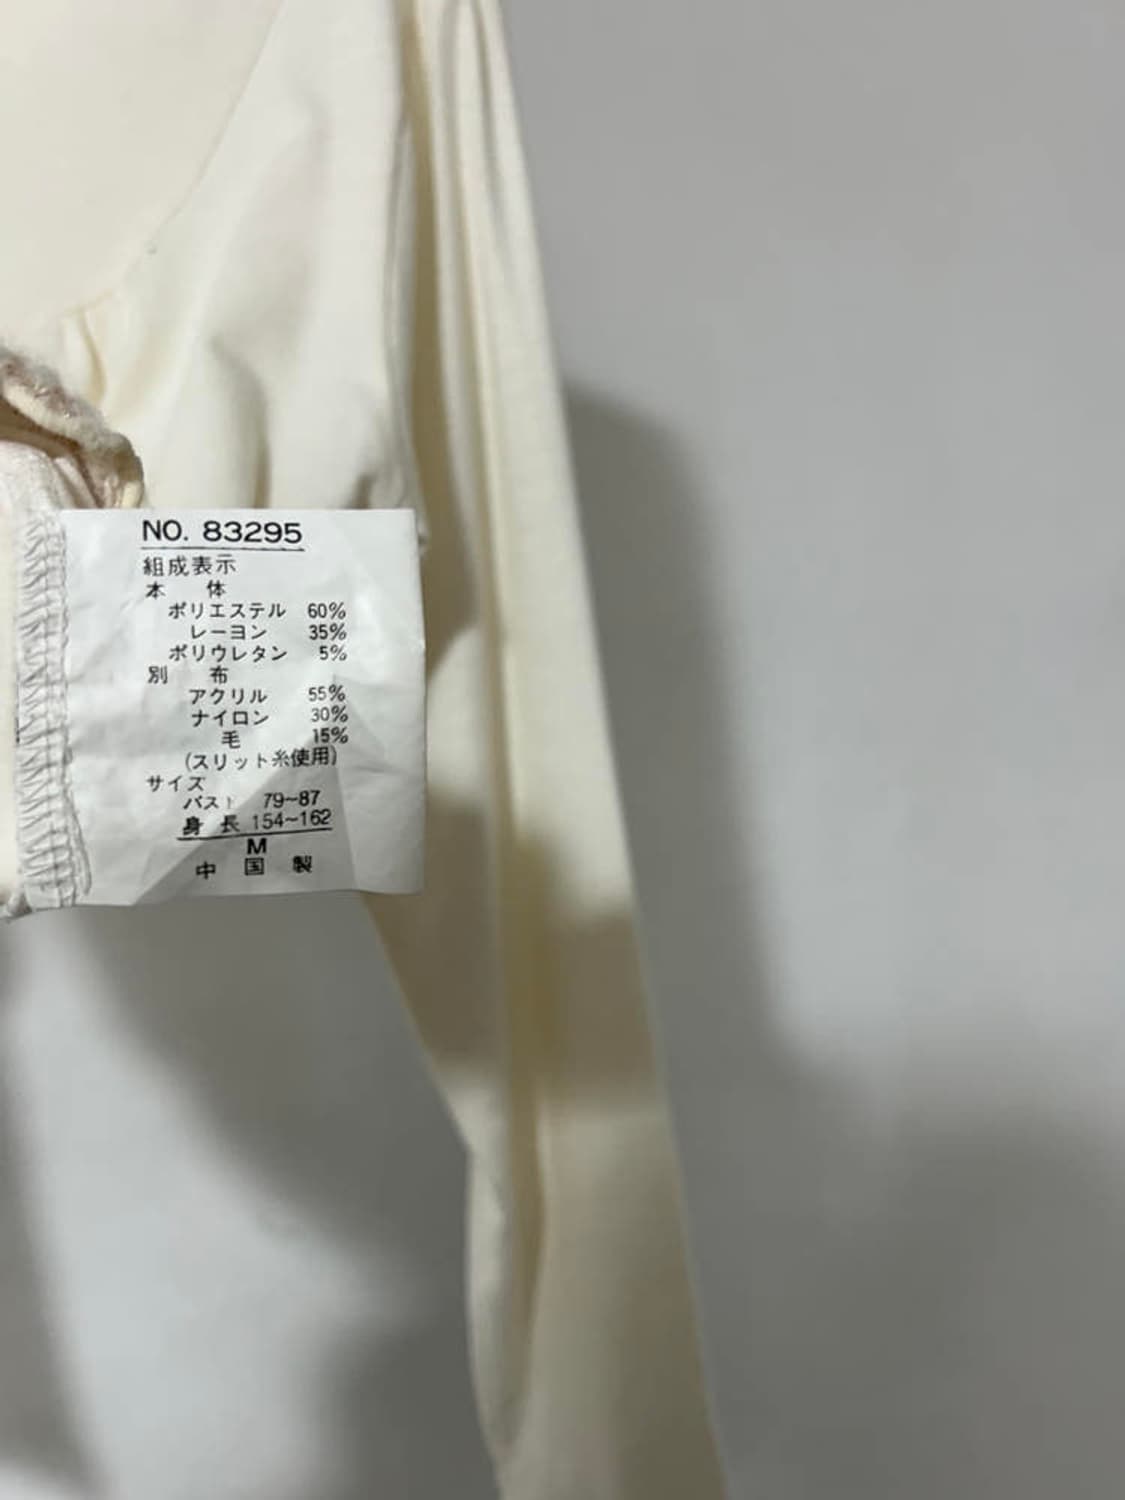 NO. 83295
組成表示
本 体
ポリエステル 60%
レーヨン 35%
ポリウレタン 5%
別 布
アクリル 55%
ナイロン 30%
毛 15%
(スリット糸使用)
サイズ
バスト 79~87
身 長 154~162
M
中 国 製